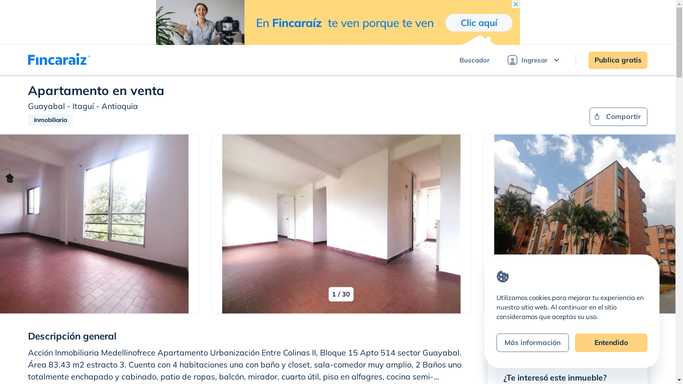 En Fincaraíz te ven porque te ven
Clic aquí
Fincaraíz
Buscador
Ingresar
Publica gratis
Apartamento en venta
Guayabal - Itaguí - Antioquia
Inmobiliaria
Compartir
1 / 30
Utilizamos cookies para mejorar tu experiencia en
nuestro sitio web. Al continuar en el sitio
consideramos que aceptas su uso.
Más información
Entendido
Descripción general
Acción Inmobiliaria Medellinofrece Apartamento Urbanización Entre Colinas II, Bloque 15 Apto 514 sector Guayabal.
Área 83.43 m2 estracto 3. Cuenta con 4 habitaciones uno con baño y closet, sala-comedor muy amplio, 2 Baños uno
totalmente enchapado y cabinado, patio de ropas, balcón, mirador, cuarto útil, piso en alfagres, cocina semi-...
¿Te interesó este inmueble?